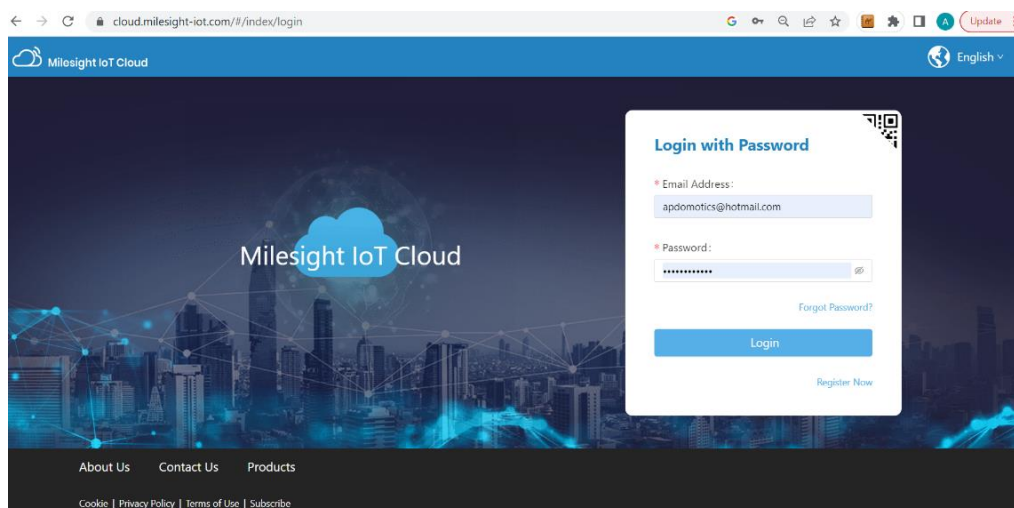 cloud.milesight-iot.com/#/index/login
Update
Milesight IoT Cloud
English
Login with Password
* Email Address:
apdomotics@hotmail.com
Milesight IoT Cloud
* Password:
••••••••••••
Forgot Password?
Login
Register Now
About Us Contact Us Products
Cookie | Privacy Policy | Terms of Use | Subscribe